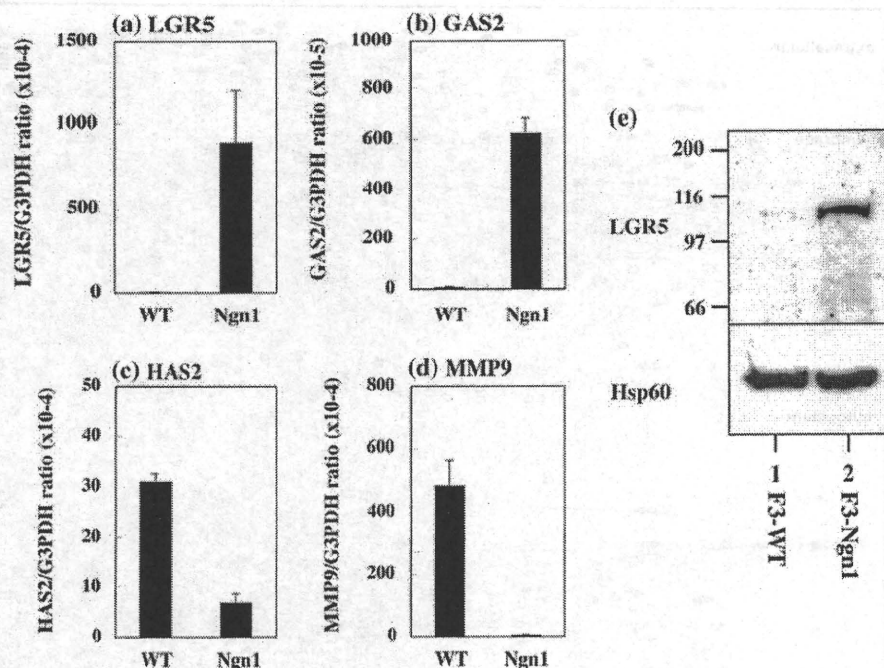 (a) LGR5
LGR5/G3PDH ratio (x10-4)
1500
1000
500
0
WT Ngn1
(b) GAS2
GAS2/G3PDH ratio (x10-5)
1000
800
600
400
200
0
WT Ngn1
(c) HAS2
HAS2/G3PDH ratio (x10-4)
50
40
30
20
10
0
WT Ngn1
(d) MMP9
MMP9/G3PDH ratio (x10-4)
800
600
400
200
0
WT Ngn1
(e)
200
116
LGR5
97
66
Hsp60
1 F3-WT
2 F3-Ngn1